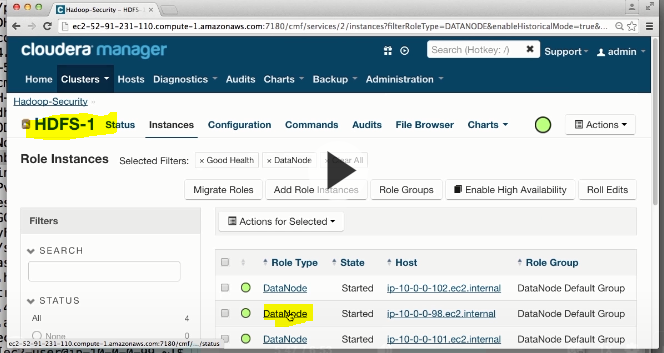 Hadoop-Security - HDFS-1
ec2-52-91-231-110.compute-1.amazonaws.com:7180/cmf/services/2/instances?filterRoleType=DATANODE&enableHistoricalMode=true&...
cloudera manager
Search (Hotkey: /)
Support
admin
Home Clusters Hosts Diagnostics Audits Charts Backup Administration
Hadoop-Security
HDFS-1 Status Instances Configuration Commands Audits File Browser Charts Actions
Role Instances Selected Filters: × Good Health × DataNode Clear All
Migrate Roles Add Role Instances Role Groups Enable High Availability Roll Edits
Filters
Actions for Selected
SEARCH
Role Type State Host Role Group
DataNode Started ip-10-0-0-102.ec2.internal DataNode Default Group
STATUS
DataNode Started ip-10-0-0-98.ec2.internal DataNode Default Group
All 4
None 0
DataNode Started ip-10-0-0-101.ec2.internal DataNode Default Group
ec2-52-91-231-110.compute-1.amazonaws.com:7180/cmf/.../status